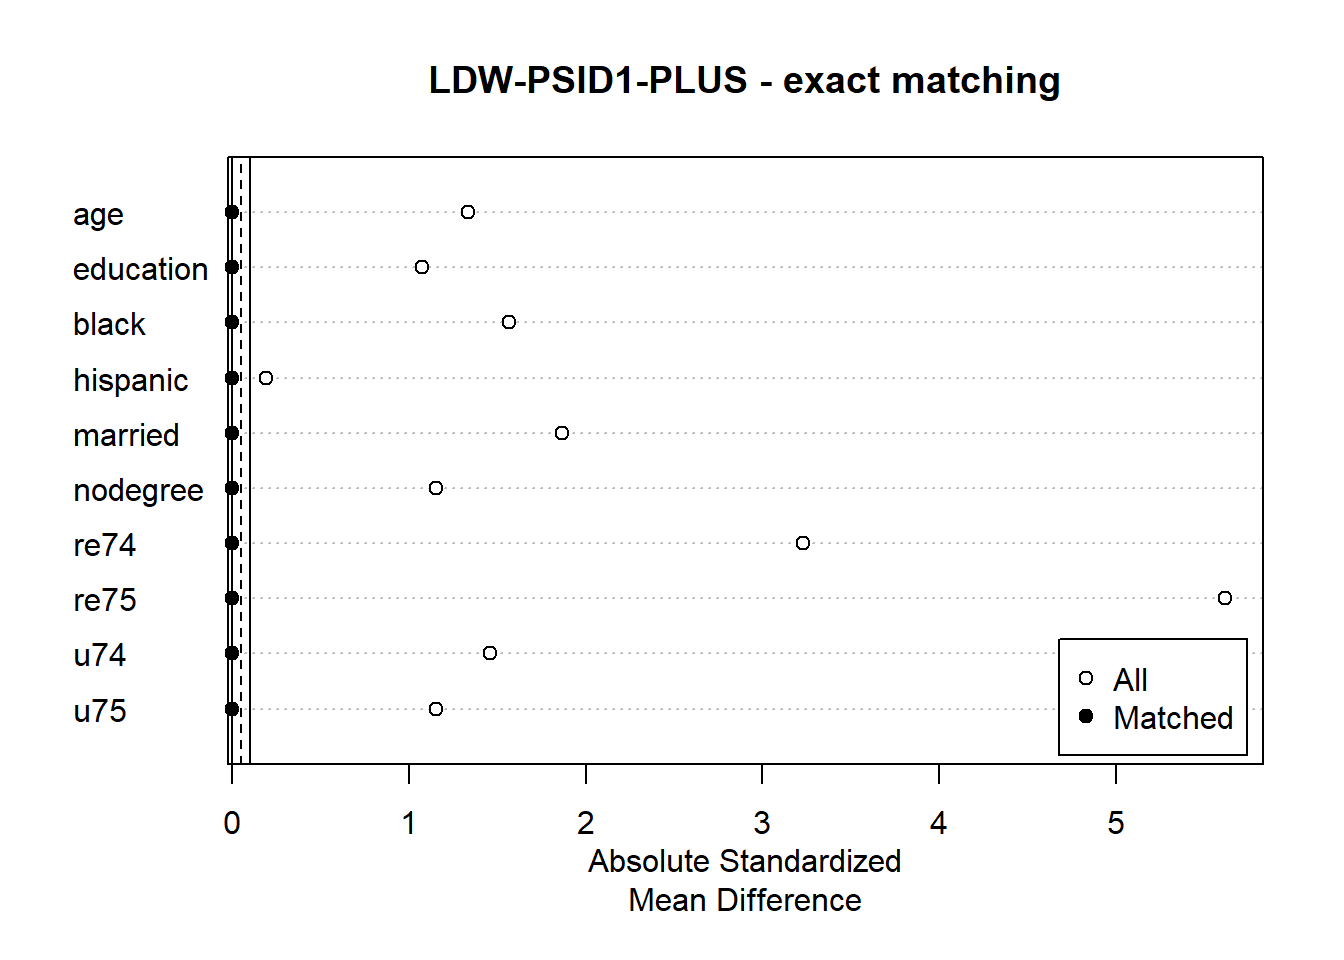 LDW-PSID1-PLUS - exact matching
age
education
black
hispanic
married
nodegree
re74
re75
u74
u75
All
Matched
0 1 2 3 4 5
Absolute Standardized
Mean Difference